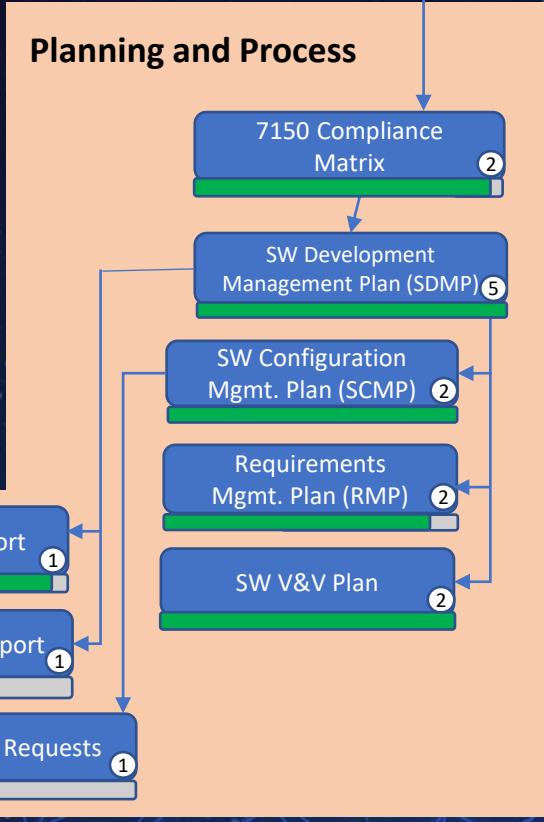 Planning and Process
7150 Compliance
Matrix
2
SW Development
Management Plan (SDMP)
5
SW Configuration
Mgmt. Plan (SCMP)
2
Requirements
Mgmt. Plan (RMP)
2
SW V&V Plan
2
ort
1
port
1
Requests
1